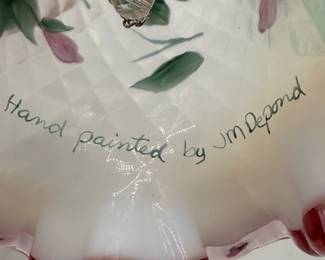 Hand painted by JM Depond